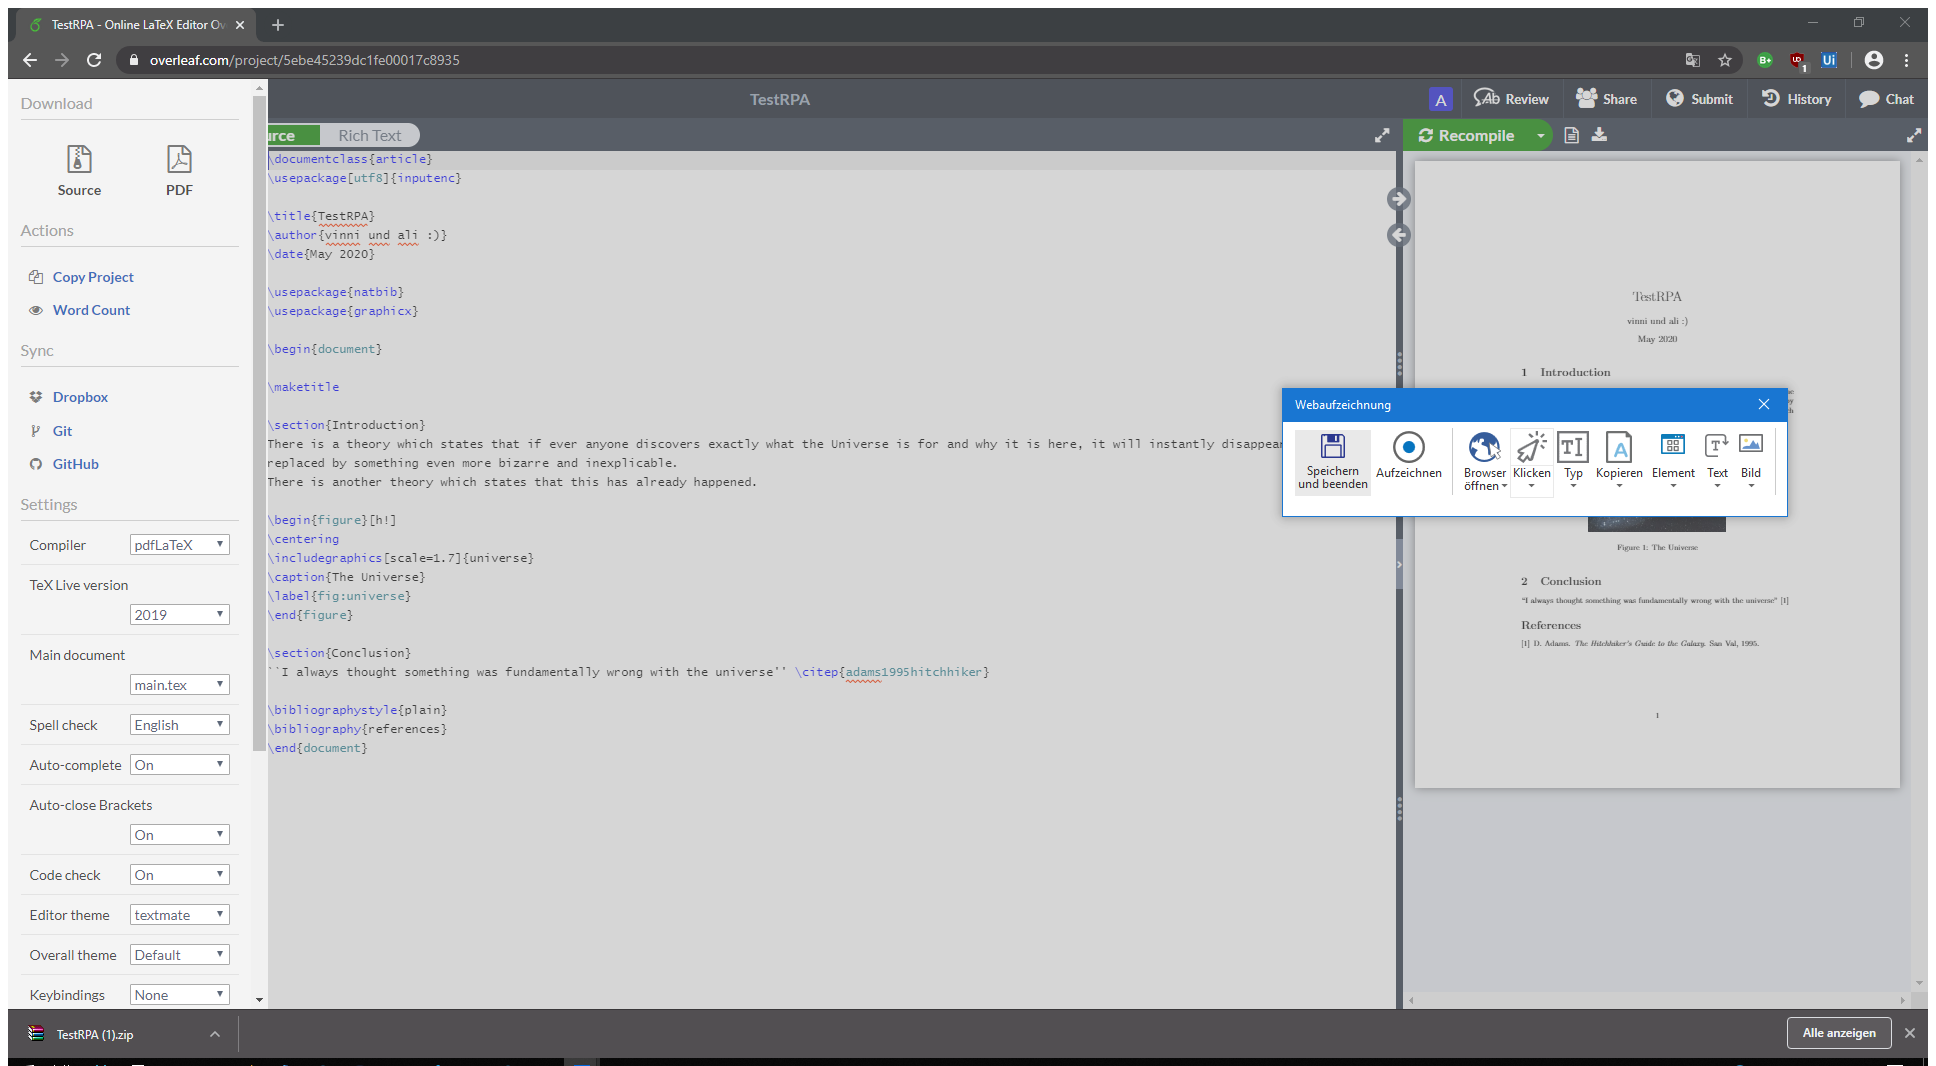 TestRPA - Online LaTeX Editor Ov
overleaf.com/project/5ebe45239dc1fe00017c8935
Download
Source
PDF
Actions
Copy Project
Word Count
Sync
Dropbox
Git
GitHub
Settings
Compiler
pdfLaTeX
TeX Live version
2019
Main document
main.tex
Spell check
English
Auto-complete
On
Auto-close Brackets
On
Code check
On
Editor theme
textmate
Overall theme
Default
Keybindings
None
TestRPA
A
Review
Share
Submit
History
Chat
urce
Rich Text
Recompile
\documentclass{article}
\usepackage[utf8]{inputenc}
\title{TestRPA}
\author{vinni und ali :)}
\date{May 2020}
\usepackage{natbib}
\usepackage{graphicx}
\begin{document}
\maketitle
\section{Introduction}
There is a theory which states that if ever anyone discovers exactly what the Universe is for and why it is here, it will instantly disappear
replaced by something even more bizarre and inexplicable.
There is another theory which states that this has already happened.
\begin{figure}[h!]
\centering
\includegraphics[scale=1.7]{universe}
\caption{The Universe}
\label{fig:universe}
\end{figure}
\section{Conclusion}
``I always thought something was fundamentally wrong with the universe'' \citep{adams1995hitchhiker}
\bibliographystyle{plain}
\bibliography{references}
\end{document}
TestRPA
vinni und ali :)
May 2020
1 Introduction
Webaufzeichnung
Speichern und beenden
Aufzeichnen
Browser öffnen
Klicken
Typ
Kopieren
Element
Text
Bild
Figure 1: The Universe
2 Conclusion
“I always thought something was fundamentally wrong with the universe” [1]
References
[1] D. Adams. The Hitchhiker's Guide to the Galaxy. San Val, 1995.
1
TestRPA (1).zip
Alle anzeigen